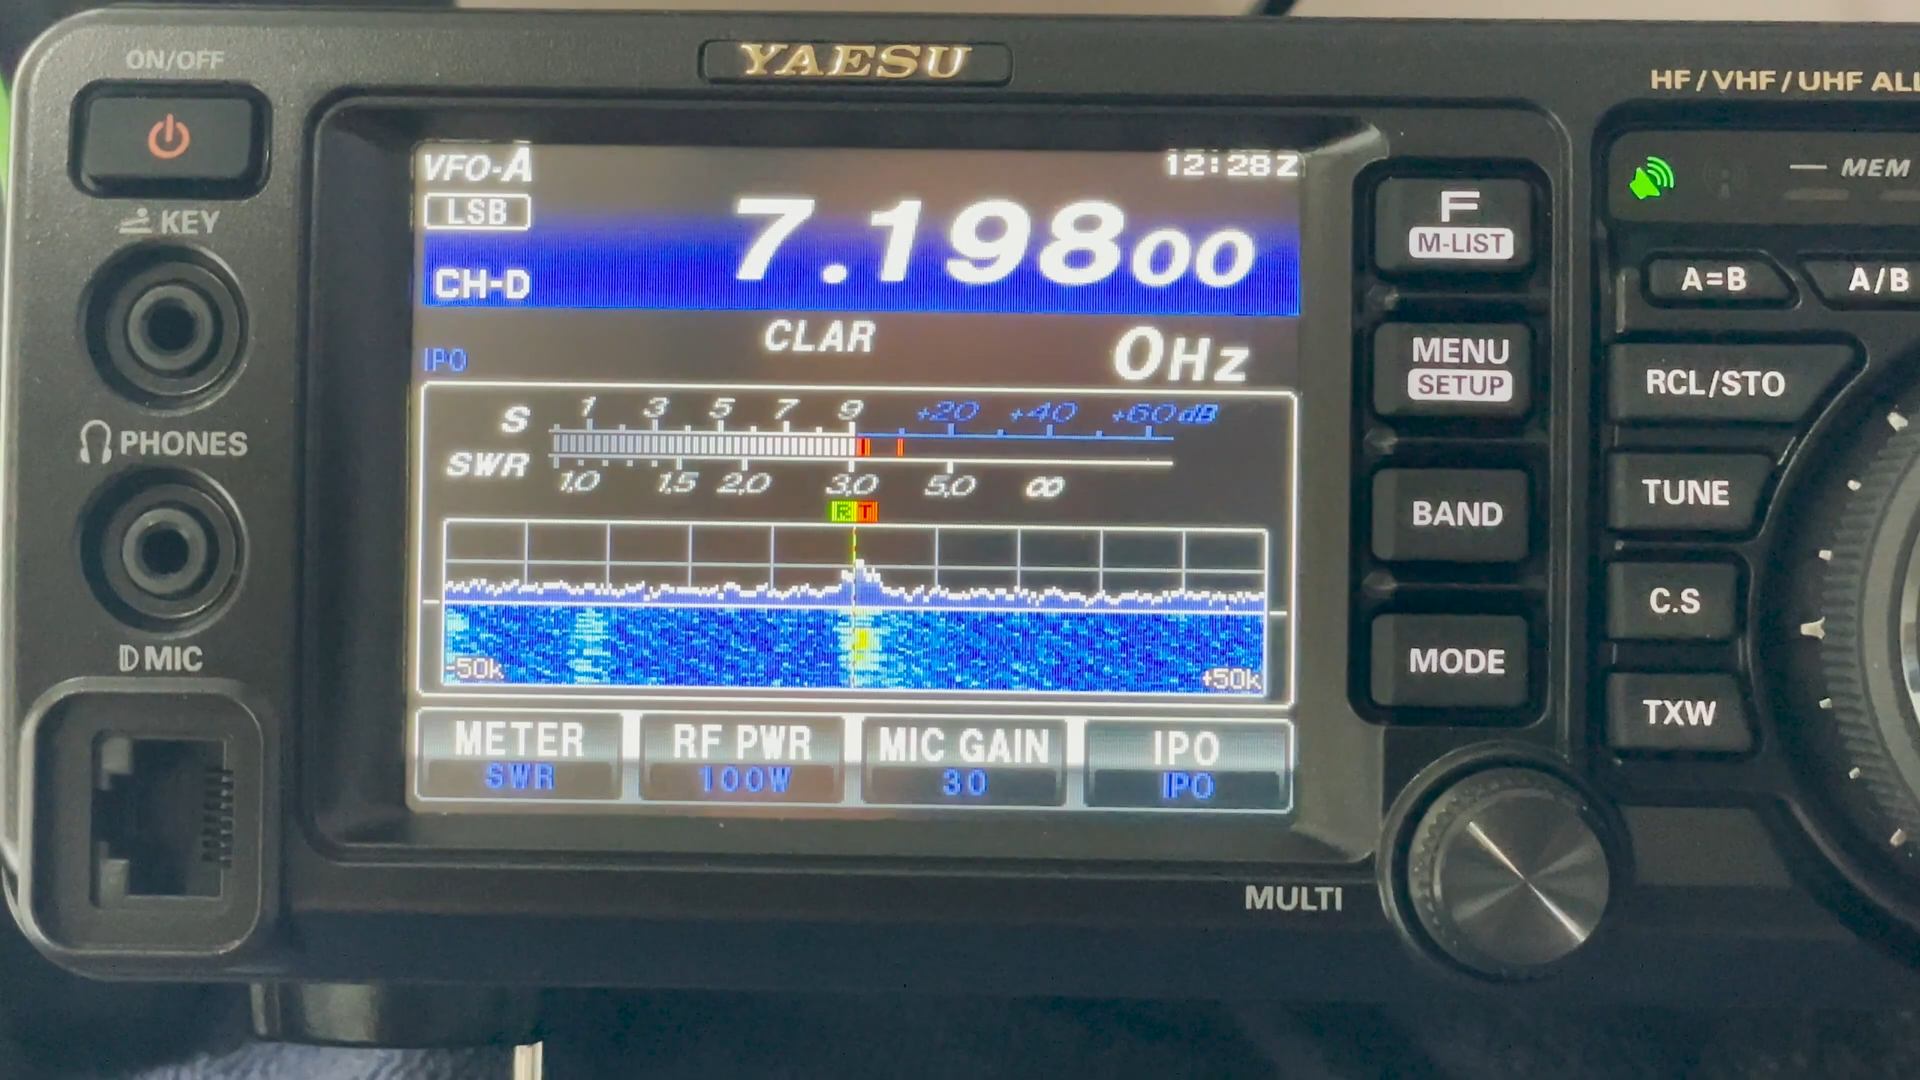 ON/OFF
YAESU
HF/VHF/UHF
VFO-A
12:28Z
LSB
7.19800
CH-D
CLAR
0Hz
IPO
S 1 3 5 7 9 +20 +40 +60dB
SWR 1.0 1.5 2.0 3.0 5.0 ∞
R T
-50k
+50k
METER
SWR
RF PWR
100W
MIC GAIN
30
IPO
IPO
KEY
PHONES
MIC
F
M-LIST
MENU
SETUP
BAND
MODE
MULTI
MEM
A=B
A/B
RCL/STO
TUNE
C.S
TXW